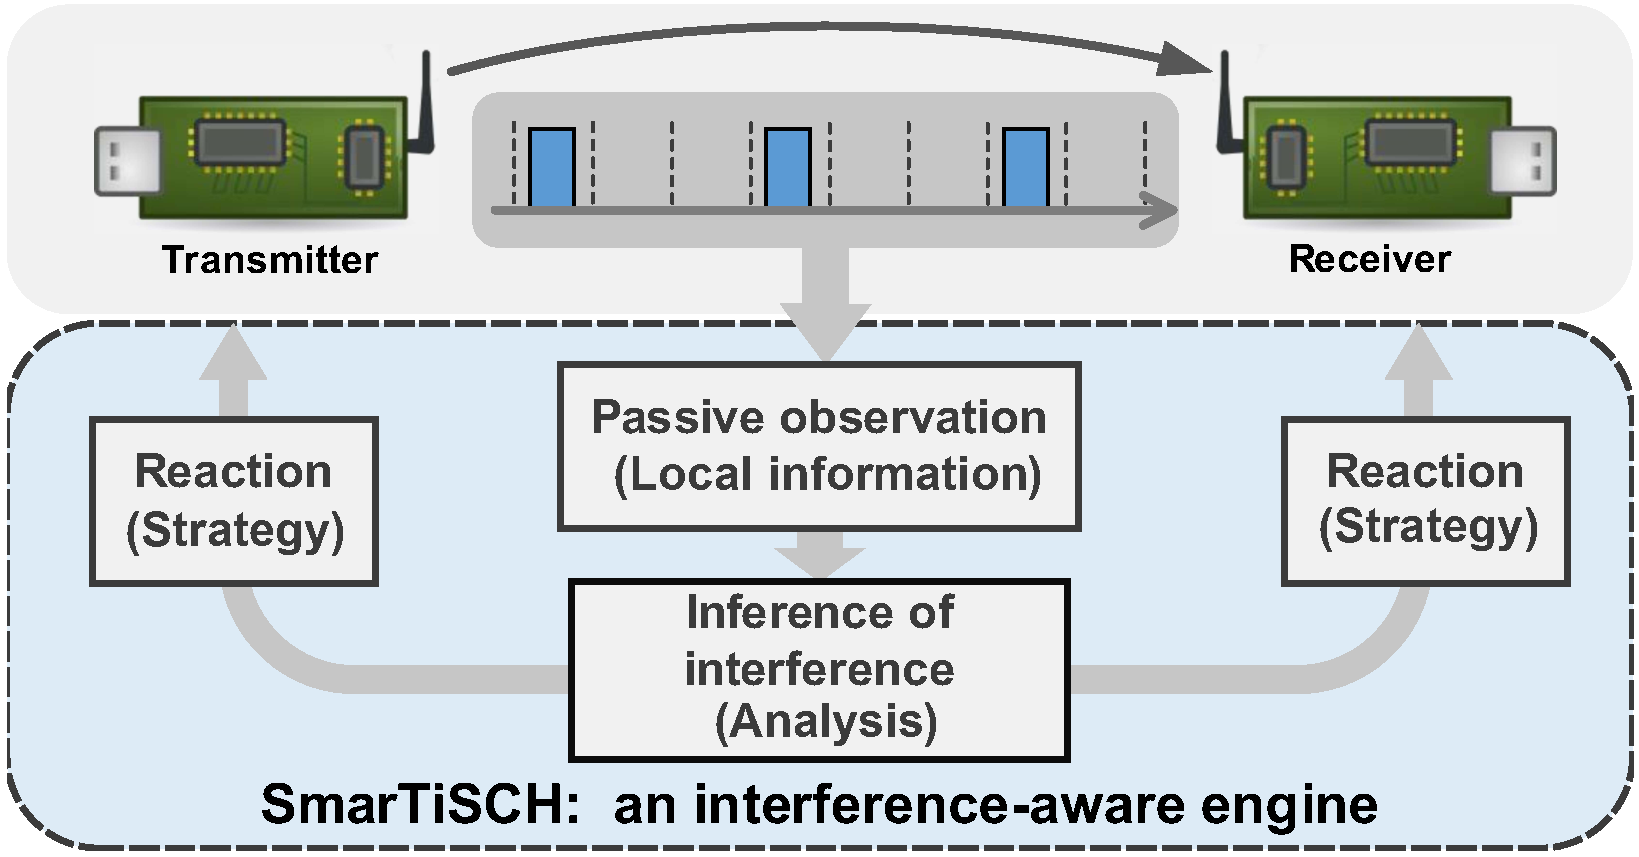 Transmitter
Receiver
Passive observation
(Local information)
Reaction
(Strategy)
Reaction
(Strategy)
Inference of
interference
(Analysis)
SmarTiSCH: an interference-aware engine